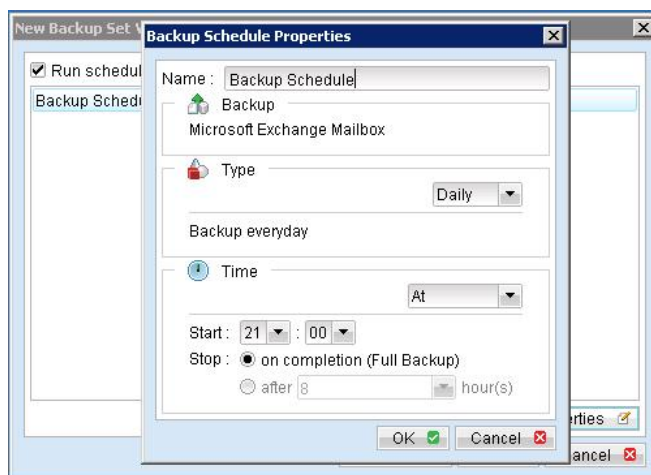 New Backup Set
Backup Schedule Properties
Run schedul
Backup Sched
Name : Backup Schedule
Backup
Microsoft Exchange Mailbox
Type
Daily
Backup everyday
Time
At
Start : 21 : 00
Stop : on completion (Full Backup)
after 8 hour(s)
OK Cancel
rties
ancel